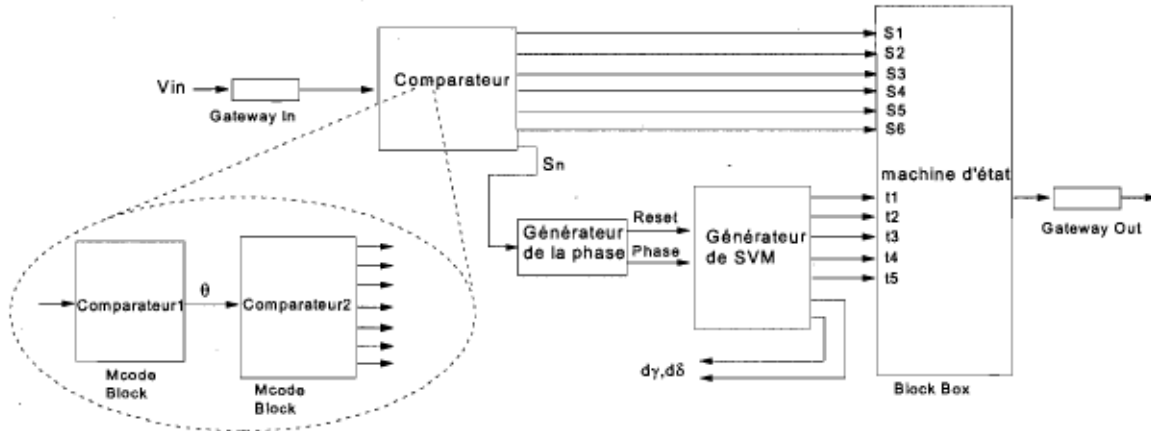 Vin
Gateway In
Comparateur
S1
S2
S3
S4
S5
S6
Sn
machine d'état
t1
t2
t3
t4
t5
Gateway Out
Générateur
de la phase
Reset
Phase
Générateur
de SVM
dγ,dδ
Block Box
Comparateur1
θ
Comparateur2
Mcode
Block
Mcode
Block